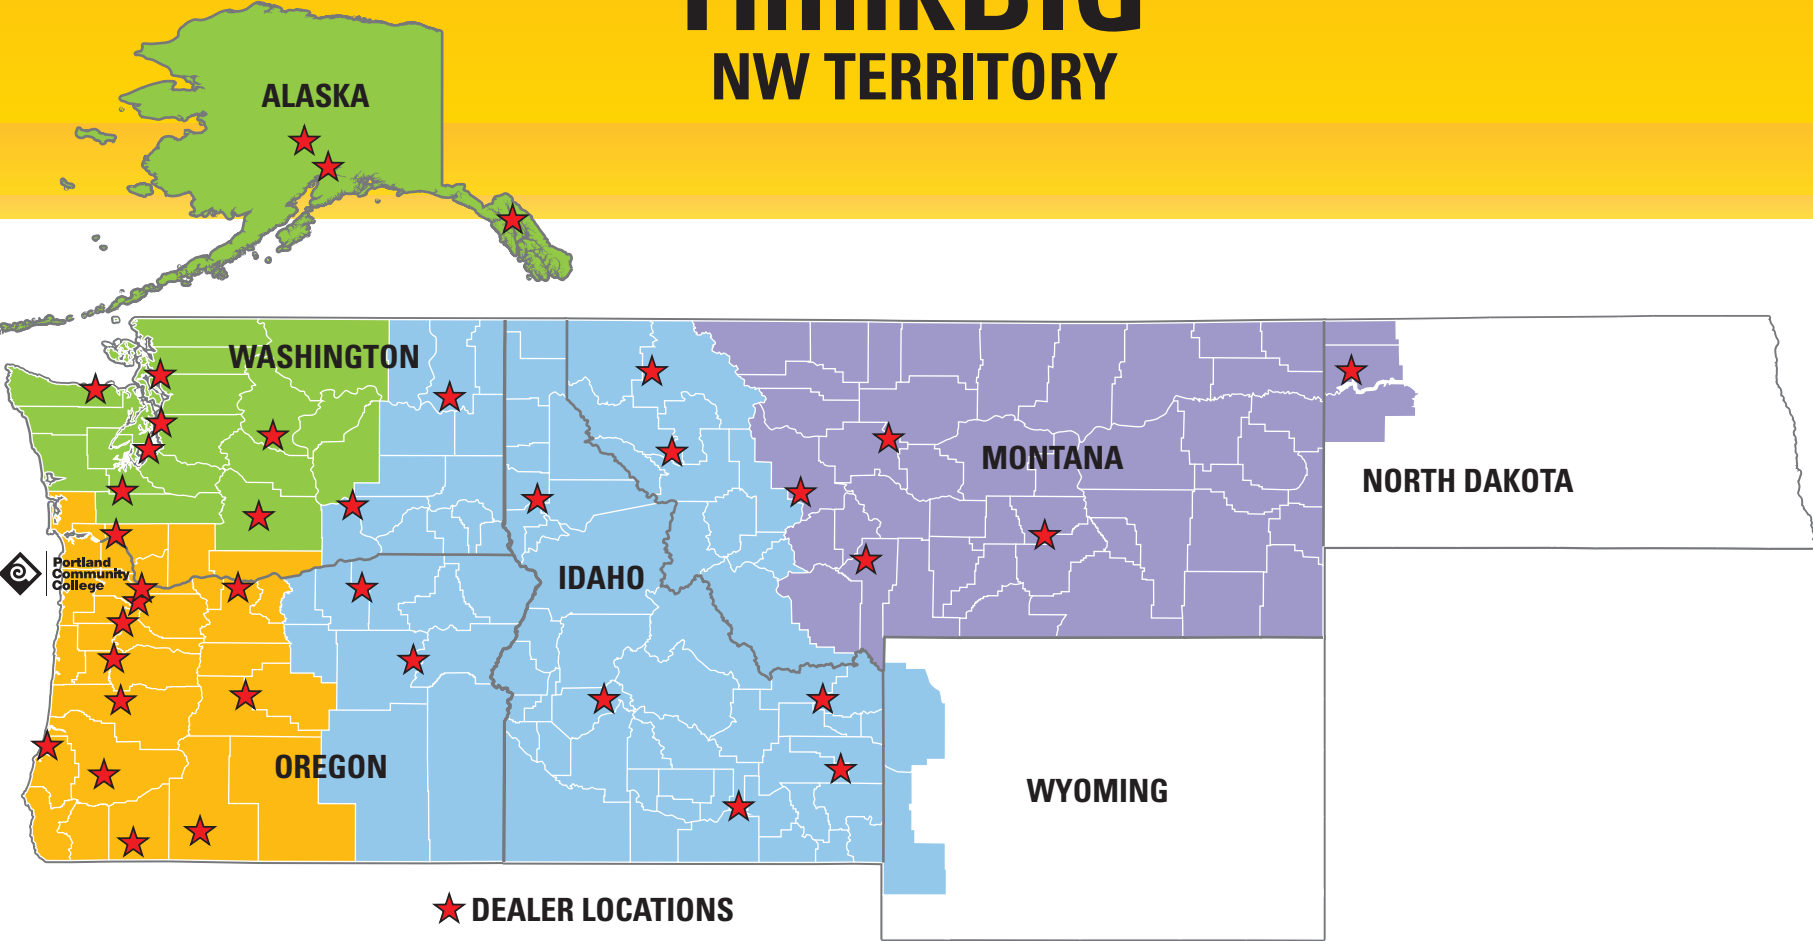 NW TERRITORY
ALASKA
WASHINGTON
MONTANA
NORTH DAKOTA
Portland
Community
College
IDAHO
OREGON
WYOMING
DEALER LOCATIONS